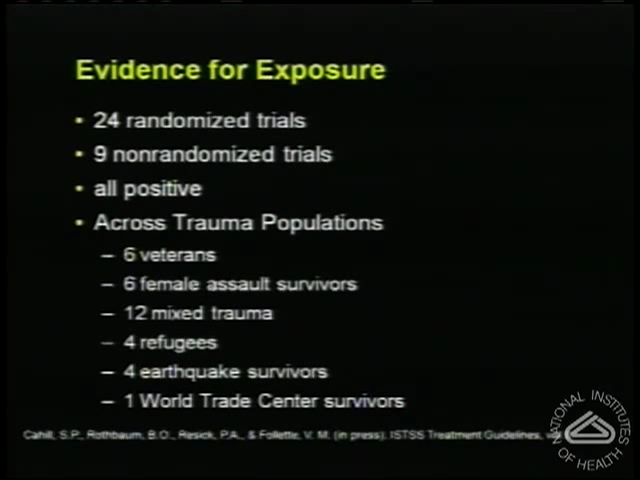 Evidence for Exposure
• 24 randomized trials
• 9 nonrandomized trials
• all positive
• Across Trauma Populations
– 6 veterans
– 6 female assault survivors
– 12 mixed trauma
– 4 refugees
– 4 earthquake survivors
– 1 World Trade Center survivors
Cahill, S.P., Rothbaum, B.O., Resick, P.A., & Follette, V. M. (in press). ISTSS Treatment Guidelines,
NATIONAL INSTITUTES OF HEALTH